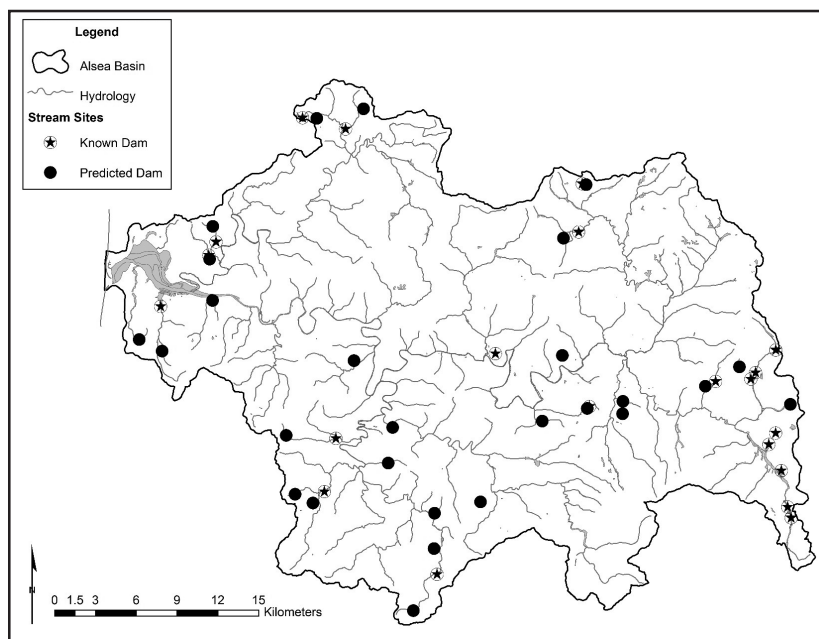 Legend
Alsea Basin
Hydrology
Stream Sites
Known Dam
Predicted Dam
N
0 1.5 3 6 9 12 15
Kilometers